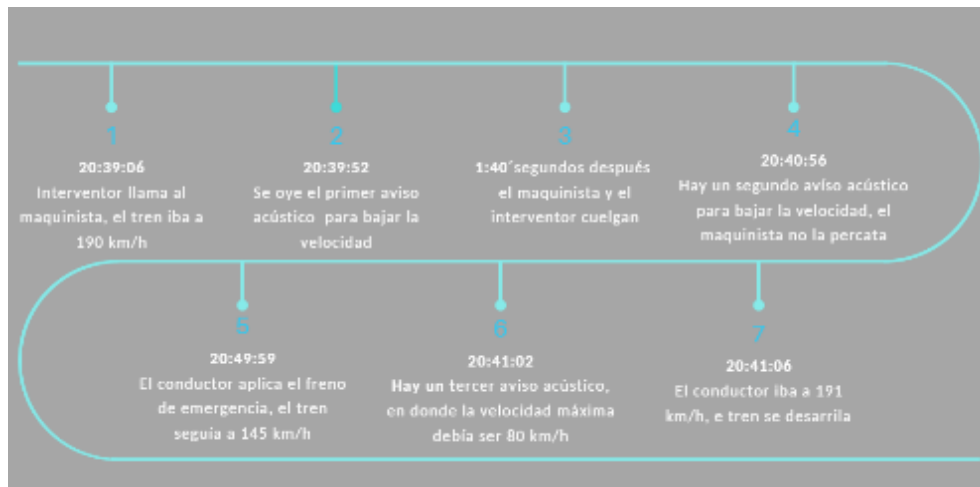 1
20:39:06
Interventor llama al
maquinista, el tren iba a
190 km/h
2
20:39:52
Se oye el primer aviso
acústico para bajar la
velocidad
3
1:40´segundos después
el maquinista y el
interventor cuelgan
4
20:40:56
Hay un segundo aviso acústico
para bajar la velocidad, el
maquinista no la percata
5
20:49:59
El conductor aplica el freno
de emergencia, el tren
seguia a 145 km/h
6
20:41:02
Hay un tercer aviso acústico,
en donde la velocidad máxima
debía ser 80 km/h
7
20:41:06
El conductor iba a 191
km/h, e tren se desarrila